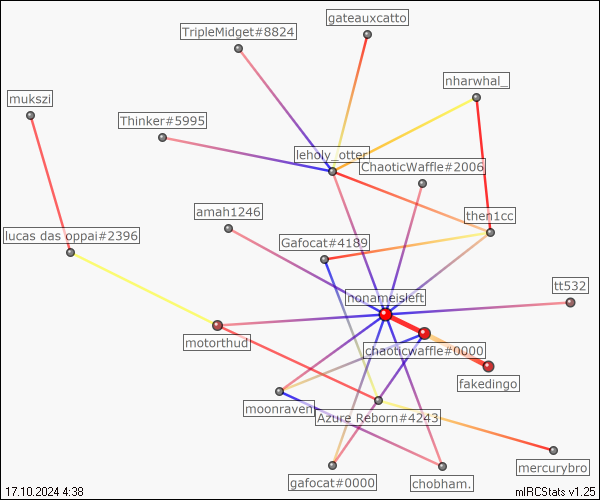 gateauxcatto
TripleMidget#8824
nharwhal_
mukszi
Thinker#5995
leholy_otter
ChaoticWaffle#2006
amah1246
then1cc
lucas das oppai#2396
Gafocat#4189
tt532
nonameisleft
motorthud
chaoticwaffle#0000
fakedingo
moonraven
Azure Reborn#4243
mercurybro
gafocat#0000
chobham.
17.10.2024 4:38
mIRCStats v1.25